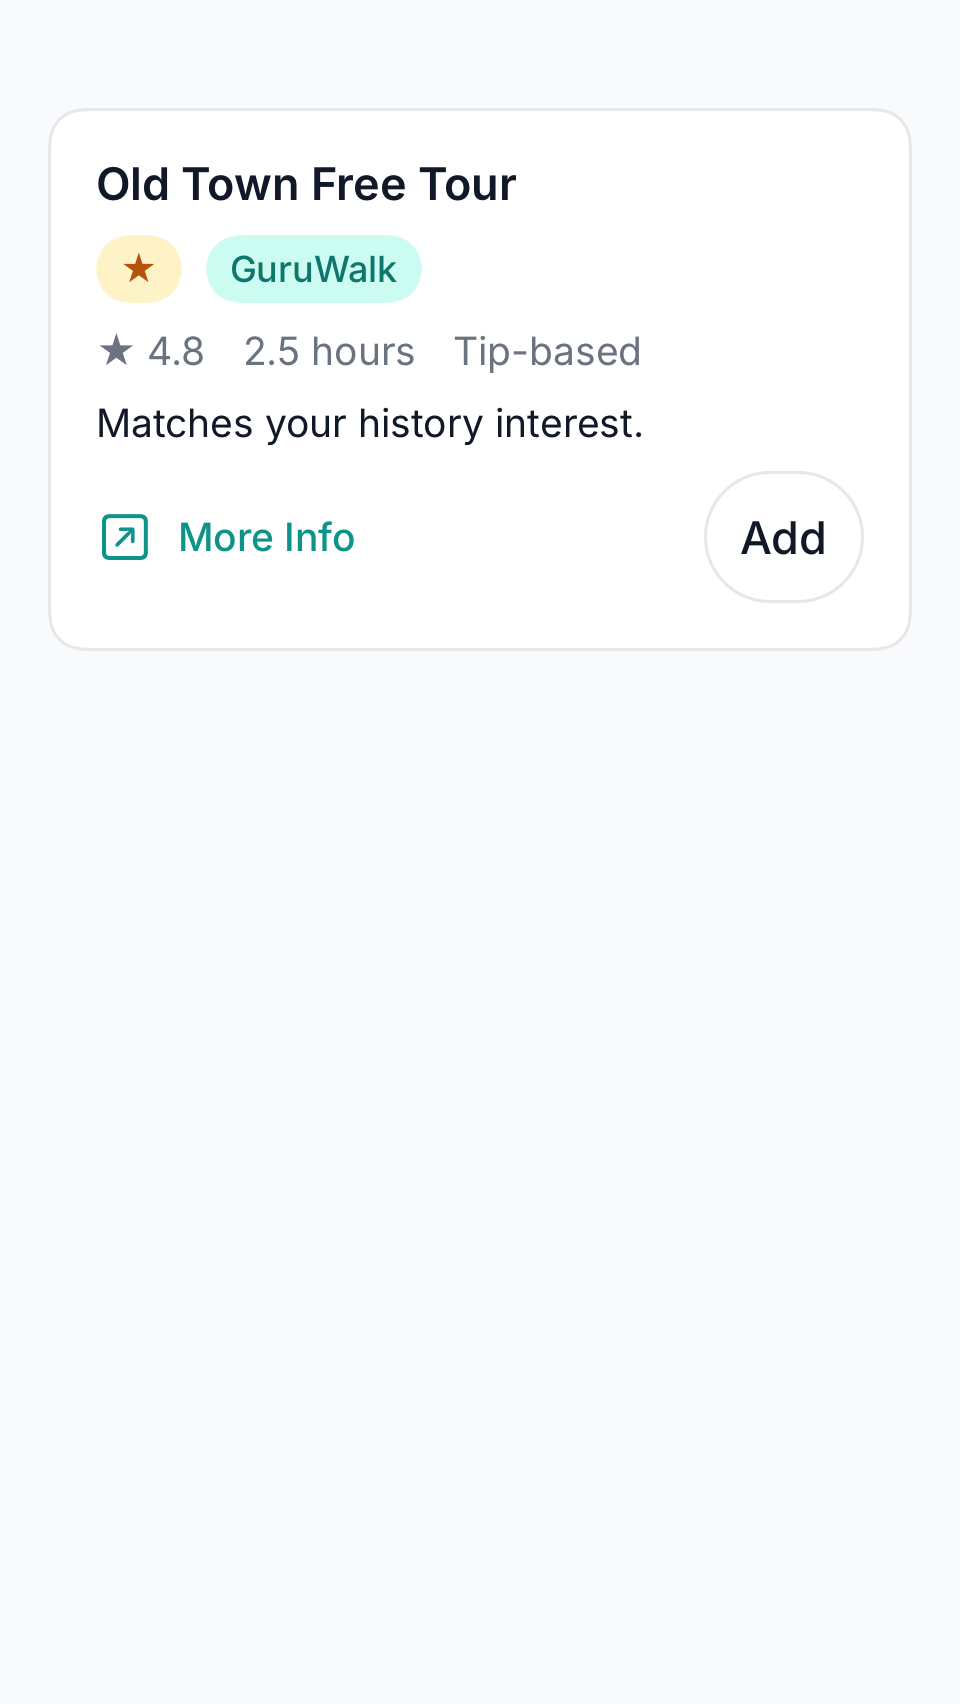 Old Town Free Tour
★ GuruWalk
★ 4.8 2.5 hours Tip-based
Matches your history interest.
More Info Add